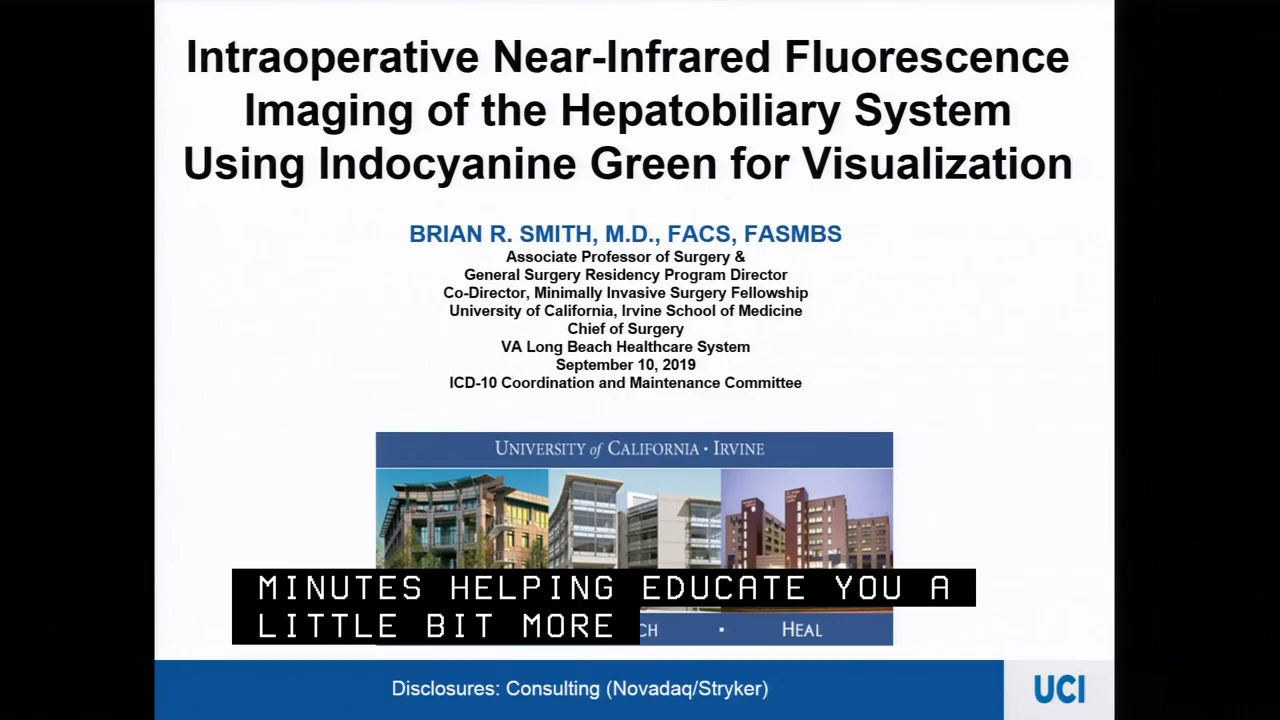 Intraoperative Near-Infrared Fluorescence
Imaging of the Hepatobiliary System
Using Indocyanine Green for Visualization
BRIAN R. SMITH, M.D., FACS, FASMBS
Associate Professor of Surgery &
General Surgery Residency Program Director
Co-Director, Minimally Invasive Surgery Fellowship
University of California, Irvine School of Medicine
Chief of Surgery
VA Long Beach Healthcare System
September 10, 2019
ICD-10 Coordination and Maintenance Committee
UNIVERSITY of CALIFORNIA · IRVINE
MINUTES HELPING EDUCATE YOU A
LITTLE BIT MORE
CH · HEAL
Disclosures: Consulting (Novadaq/Stryker)
UCI